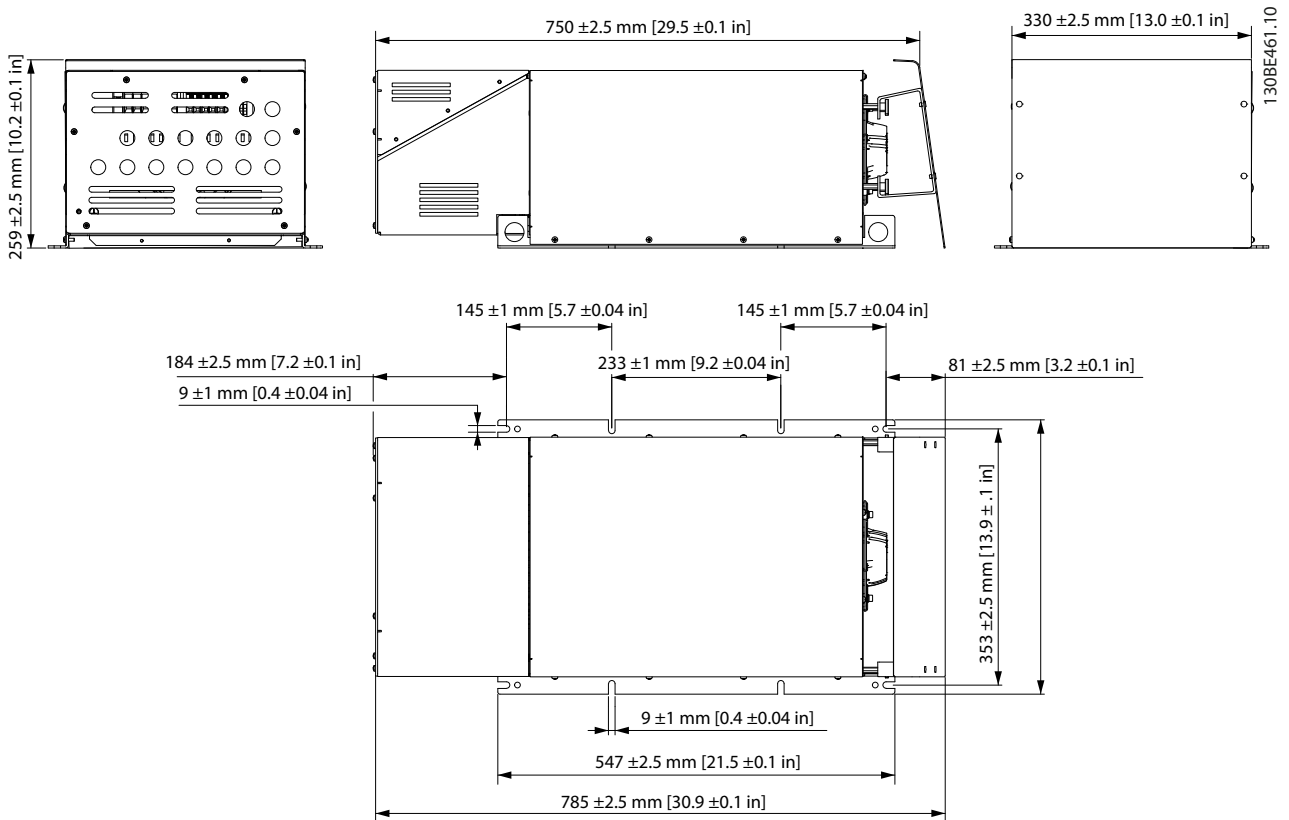 750 ±2.5 mm [29.5 ±0.1 in]
330 ±2.5 mm [13.0 ±0.1 in]
130BE461.10
259 ±2.5 mm [10.2 ±0.1 in]
145 ±1 mm [5.7 ±0.04 in]
145 ±1 mm [5.7 ±0.04 in]
184 ±2.5 mm [7.2 ±0.1 in]
233 ±1 mm [9.2 ±0.04 in]
81 ±2.5 mm [3.2 ±0.1 in]
9 ±1 mm [0.4 ±0.04 in]
353 ±2.5 mm [13.9 ± .1 in]
9 ±1 mm [0.4 ±0.04 in]
547 ±2.5 mm [21.5 ±0.1 in]
785 ±2.5 mm [30.9 ±0.1 in]